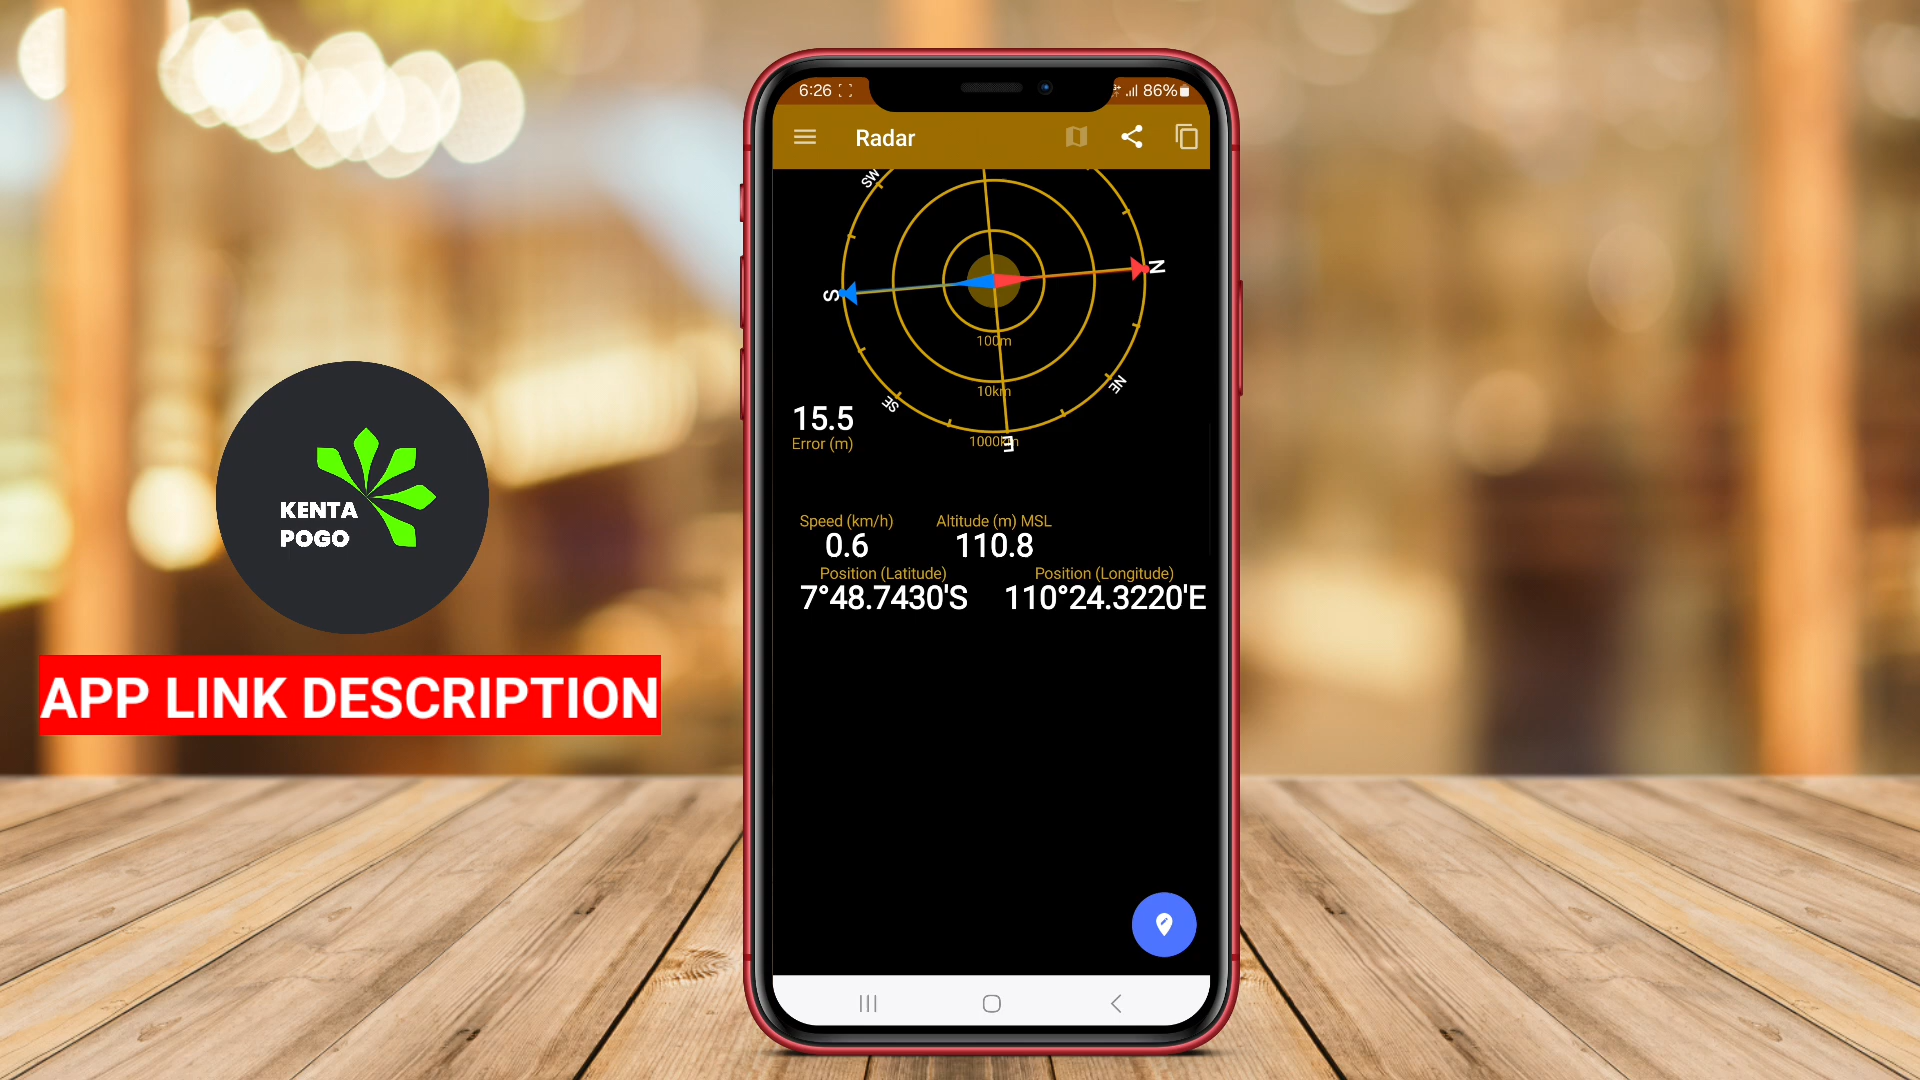 6:26
86%
Radar
SW
N
S
100m
NE
10km
SE
15.5
Error (m)
1000km
E
Speed (km/h)
Altitude (m) MSL
0.6
110.8
Position (Latitude)
Position (Longitude)
7°48.7430'S
110°24.3220'E
KENTA
POGO
APP LINK DESCRIPTION